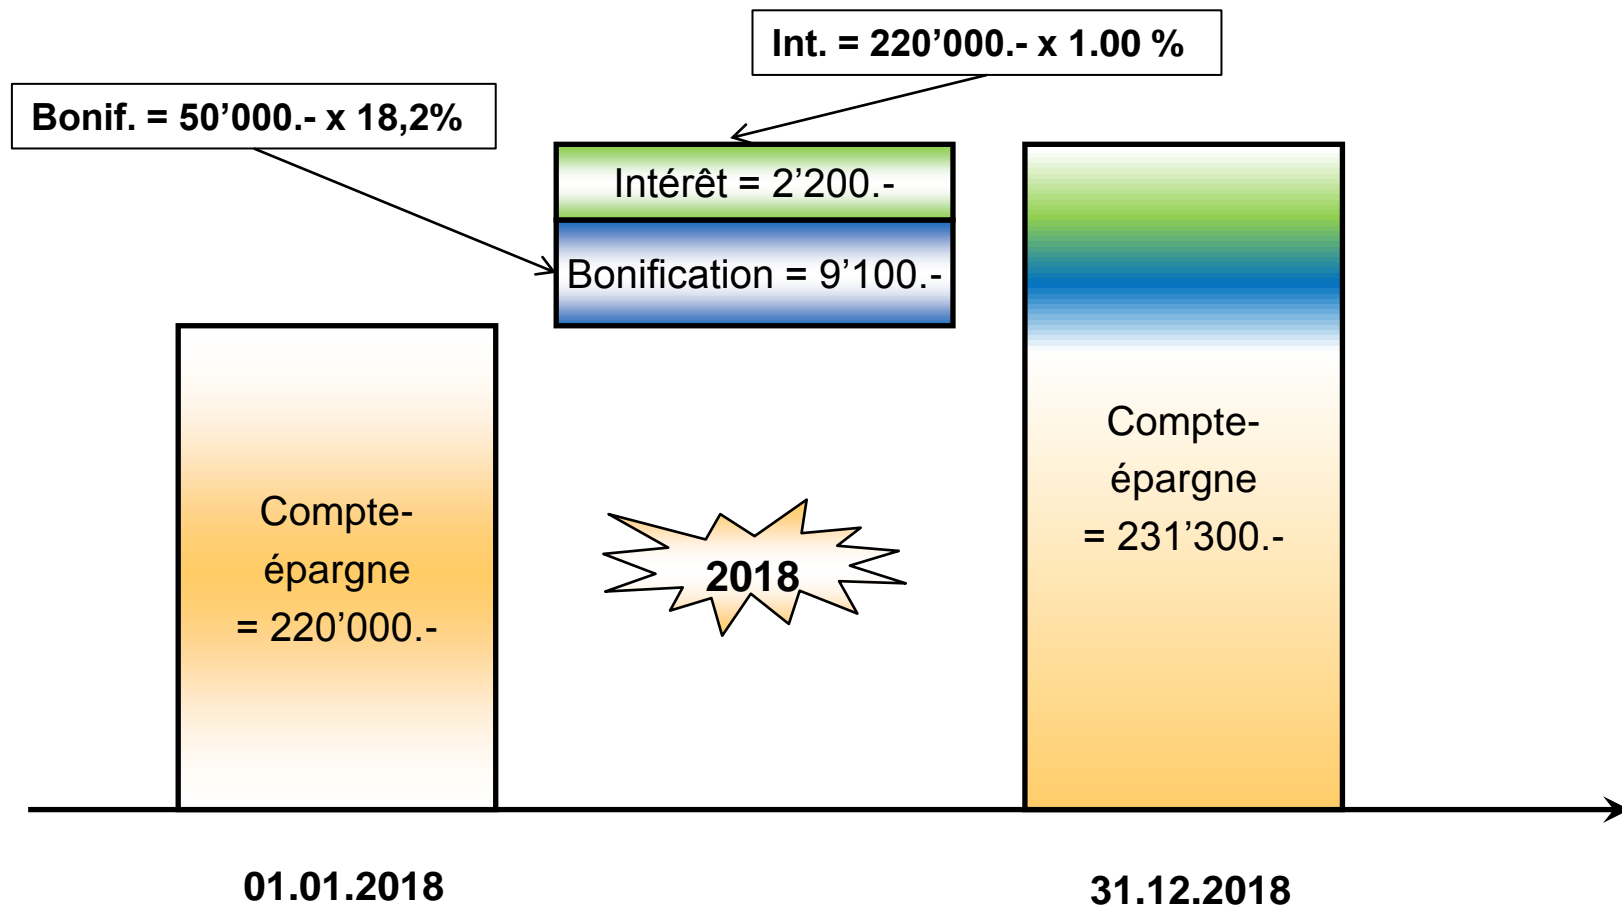 Int. = 220’000.- x 1.00 %
Bonif. = 50’000.- x 18,2%
Intérêt = 2’200.-
Bonification = 9’100.-
Compte-
épargne
= 220’000.-
2018
Compte-
épargne
= 231’300.-
01.01.2018
31.12.2018